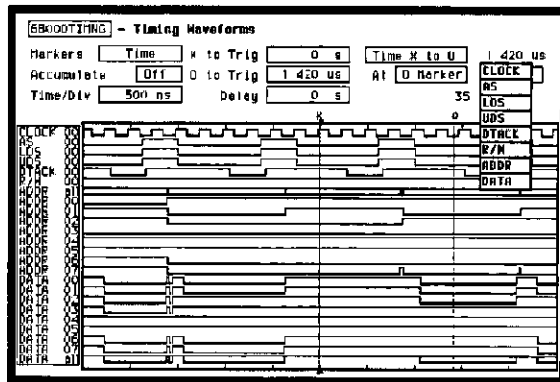 68000TIMNG - Timing Waveforms
Markers Time X to Trig 0 s Time X to O 1 420 us
Accumulate Off O to Trig 1 420 us At O Marker
Time/Div 500 ns Delay 0 s 35
CLOCK
AS
LDS
UDS
DTACK
R/W
ADDR
DATA
X O
CLOCK 00
AS 00
LDS 00
UDS 00
DTACK 00
R/W 00
ADDR all
ADDR 00
ADDR 01
ADDR 02
ADDR 03
ADDR 04
ADDR 05
ADDR 06
ADDR 07
DATA 00
DATA 01
DATA 02
DATA 03
DATA 04
DATA 05
DATA 06
DATA 07
DATA all